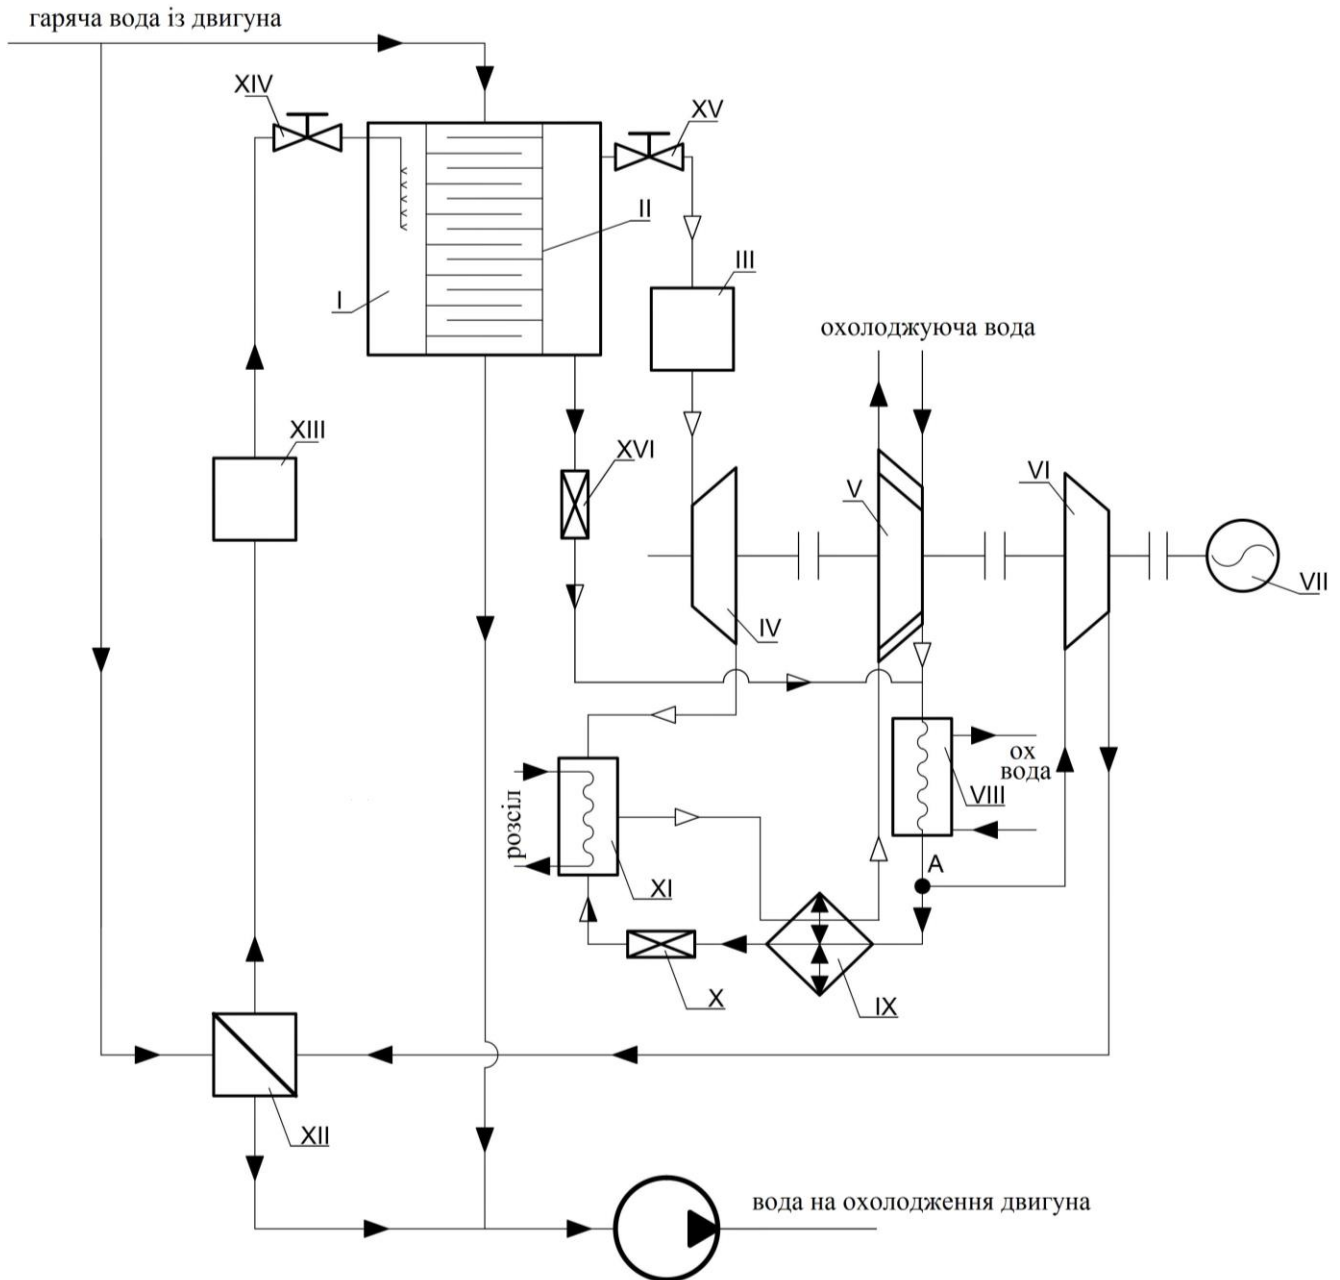 гаряча вода із двигуна
XIV
XV
II
III
I
охолоджуюча вода
XIII
XVI
V
VI
VII
IV
ох
вода
VIII
розсіл
XI
A
X
IX
XII
вода на охолодження двигуна